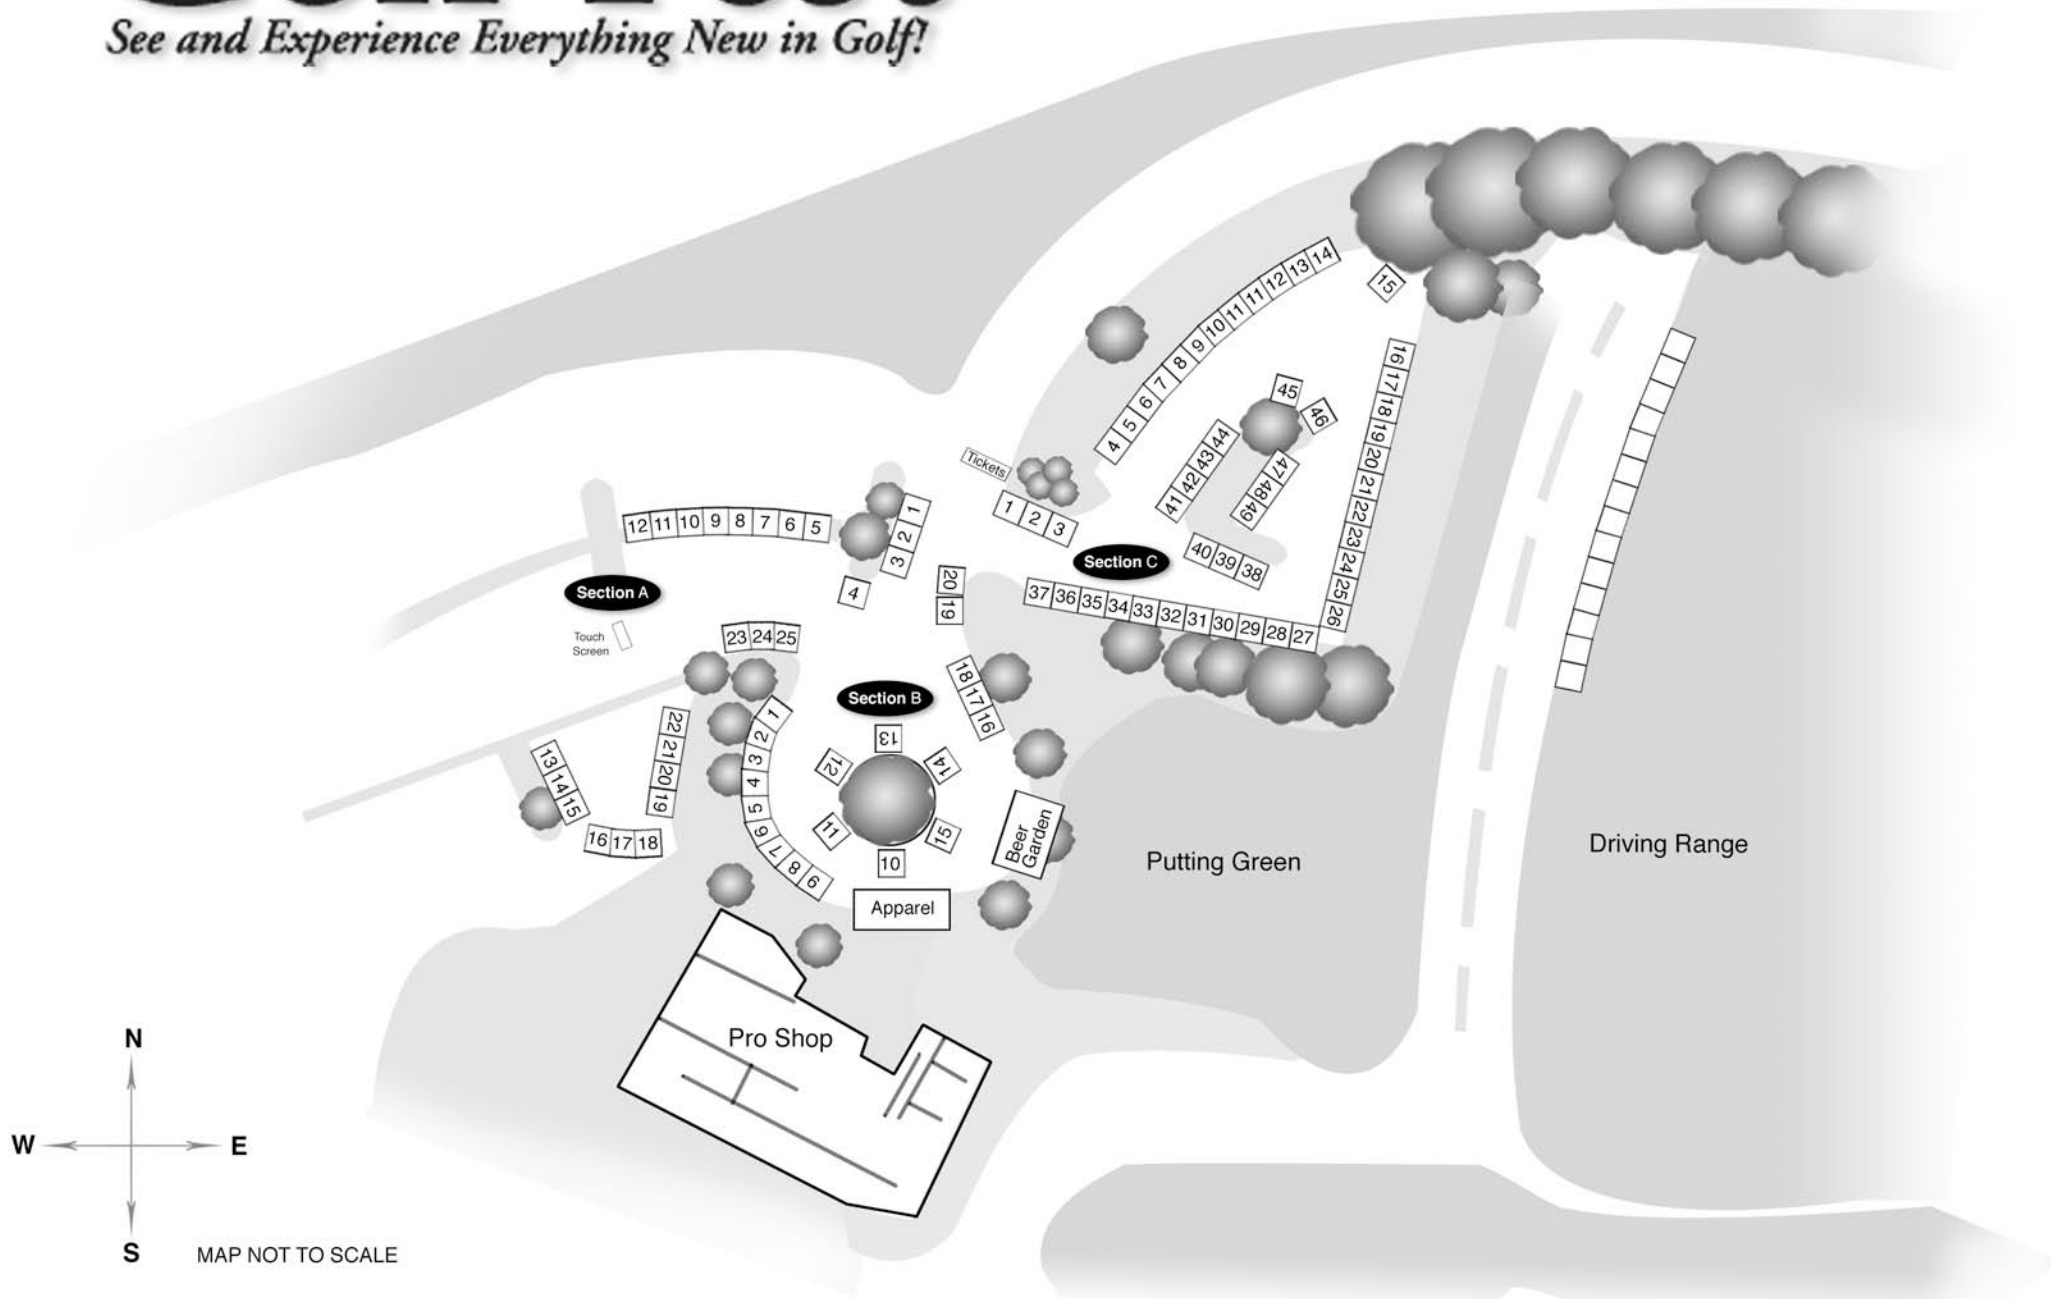 See and Experience Everything New in Golf!
14
13
12
11
11
10
9
8
7
6
5
4
15
16
17
18
19
20
21
22
23
24
25
26
45
46
44
43
42
41
47
48
49
Tickets
1 2 3
Section C
40 39 38
37 36 35 34 33 32 31 30 29 28 27
12 11 10 9 8 7 6 5
1
2
3
4
Section A
Touch
Screen
20
19
23 24 25
Section B
18
17
16
22
21
20
19
13
14
15
16 17 18
1
2
3
4
5
6
7
8
9
13
12
14
11
15
10
Beer
Garden
Apparel
Putting Green
Driving Range
Pro Shop
N
W E
S
MAP NOT TO SCALE